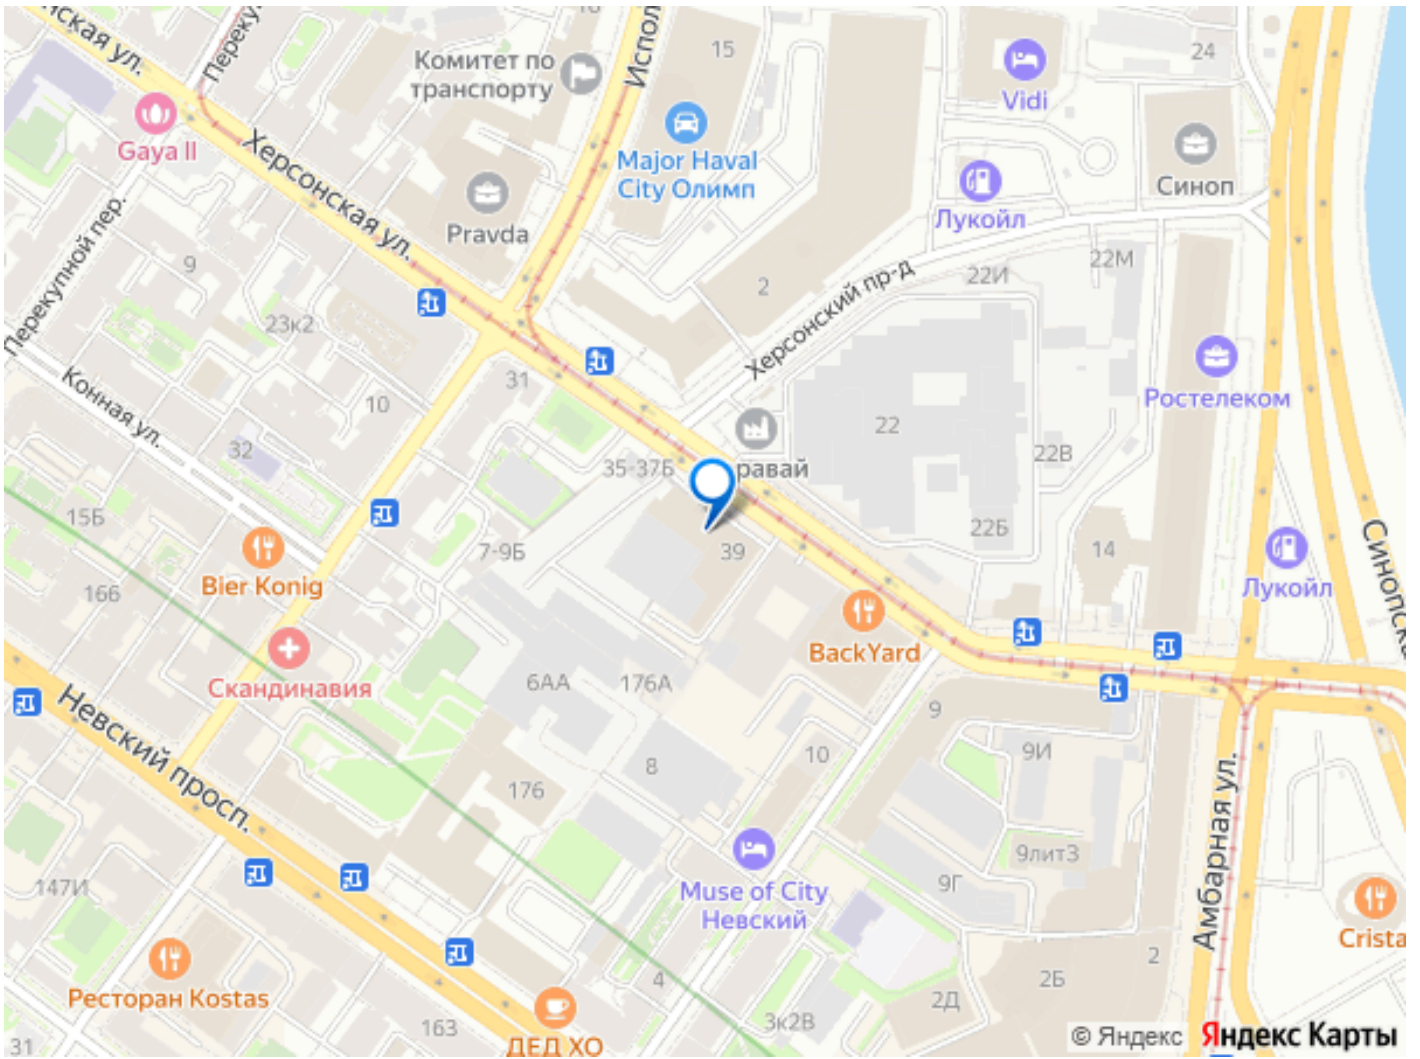 нская ул.
Переку
Комитет по
транспорту
Испол
15
24
Vidi
Gaya II
Major Haval
City Олимп
Синоп
Херсонская ул.
Pravda
Лукойл
Перекупной пер.
9
23к2
2
Херсонский пр-д
22И
22М
31
10
Конная ул.
32
Ростелеком
22
22В
35-37Б
равай
15Б
7-9Б
39
22Б
14
Bier Konig
166
Лукойл
Синопска
BackYard
Скандинавия
6АА
176А
9
Невский просп.
8
10
9И
176
9лит3
9Г
Амбарная ул.
147И
Muse of City
Невский
Crista
Ресторан Kostas
4
2
2Б
2Д
3к2В
163
31
ДЕД ХО
© Яндекс Яндекс Карты